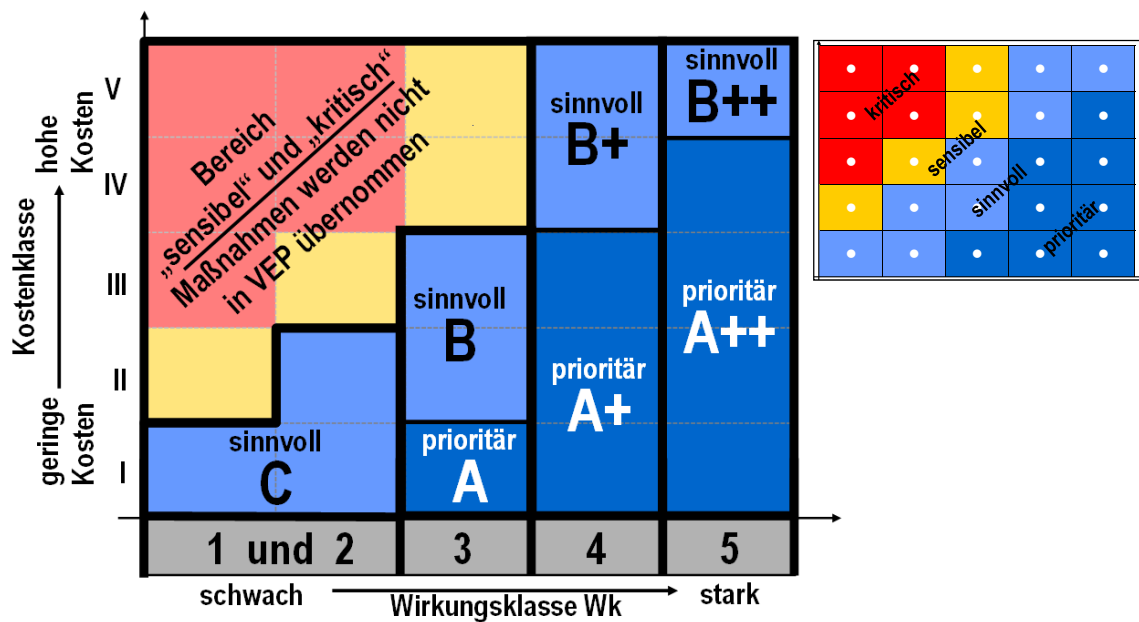 hohe
Kosten
Kostenklasse
geringe
Kosten
V
IV
III
II
I
Bereich
„sensibel“ und „kritisch“
Maßnahmen werden nicht
in VEP übernommen
sinnvoll
B+
sinnvoll
B++
sinnvoll
B
prioritär
A++
prioritär
A+
sinnvoll
C
prioritär
A
1 und 2
3
4
5
schwach
Wirkungsklasse Wk
stark
kritisch
sensibel
sinnvoll
prioritär